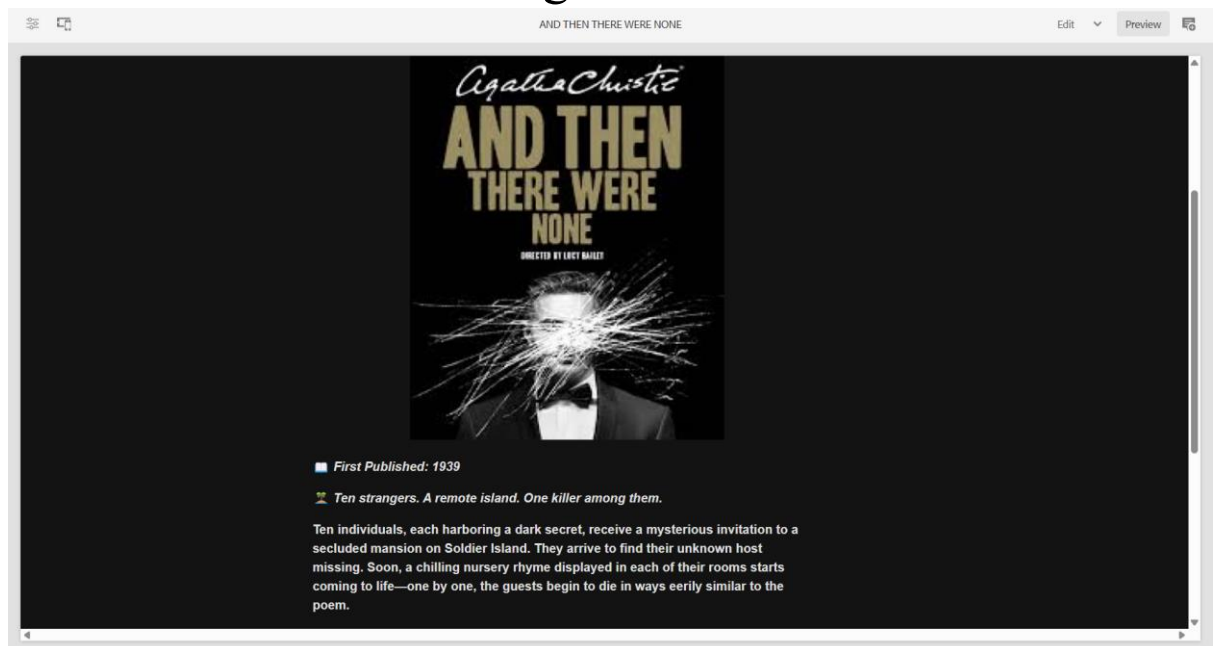 g
AND THEN THERE WERE NONE
Edit
Preview
Agatha Christie
AND THEN
THERE WERE
NONE
DIRECTED BY LUCY BAILEY
First Published: 1939
Ten strangers. A remote island. One killer among them.
Ten individuals, each harboring a dark secret, receive a mysterious invitation to a
secluded mansion on Soldier Island. They arrive to find their unknown host
missing. Soon, a chilling nursery rhyme displayed in each of their rooms starts
coming to life—one by one, the guests begin to die in ways eerily similar to the
poem.